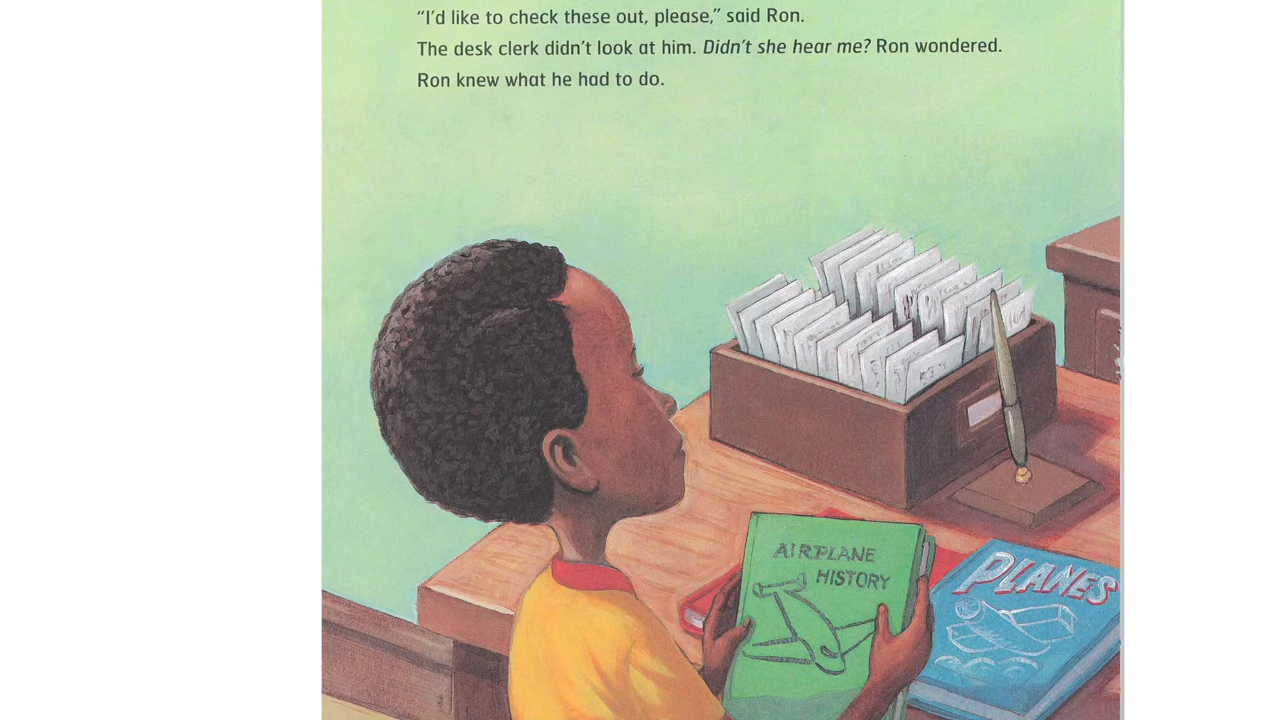 “I’d like to check these out, please,” said Ron.
The desk clerk didn’t look at him. Didn’t she hear me? Ron wondered.
Ron knew what he had to do.
AIRPLANE
HISTORY
PLANES